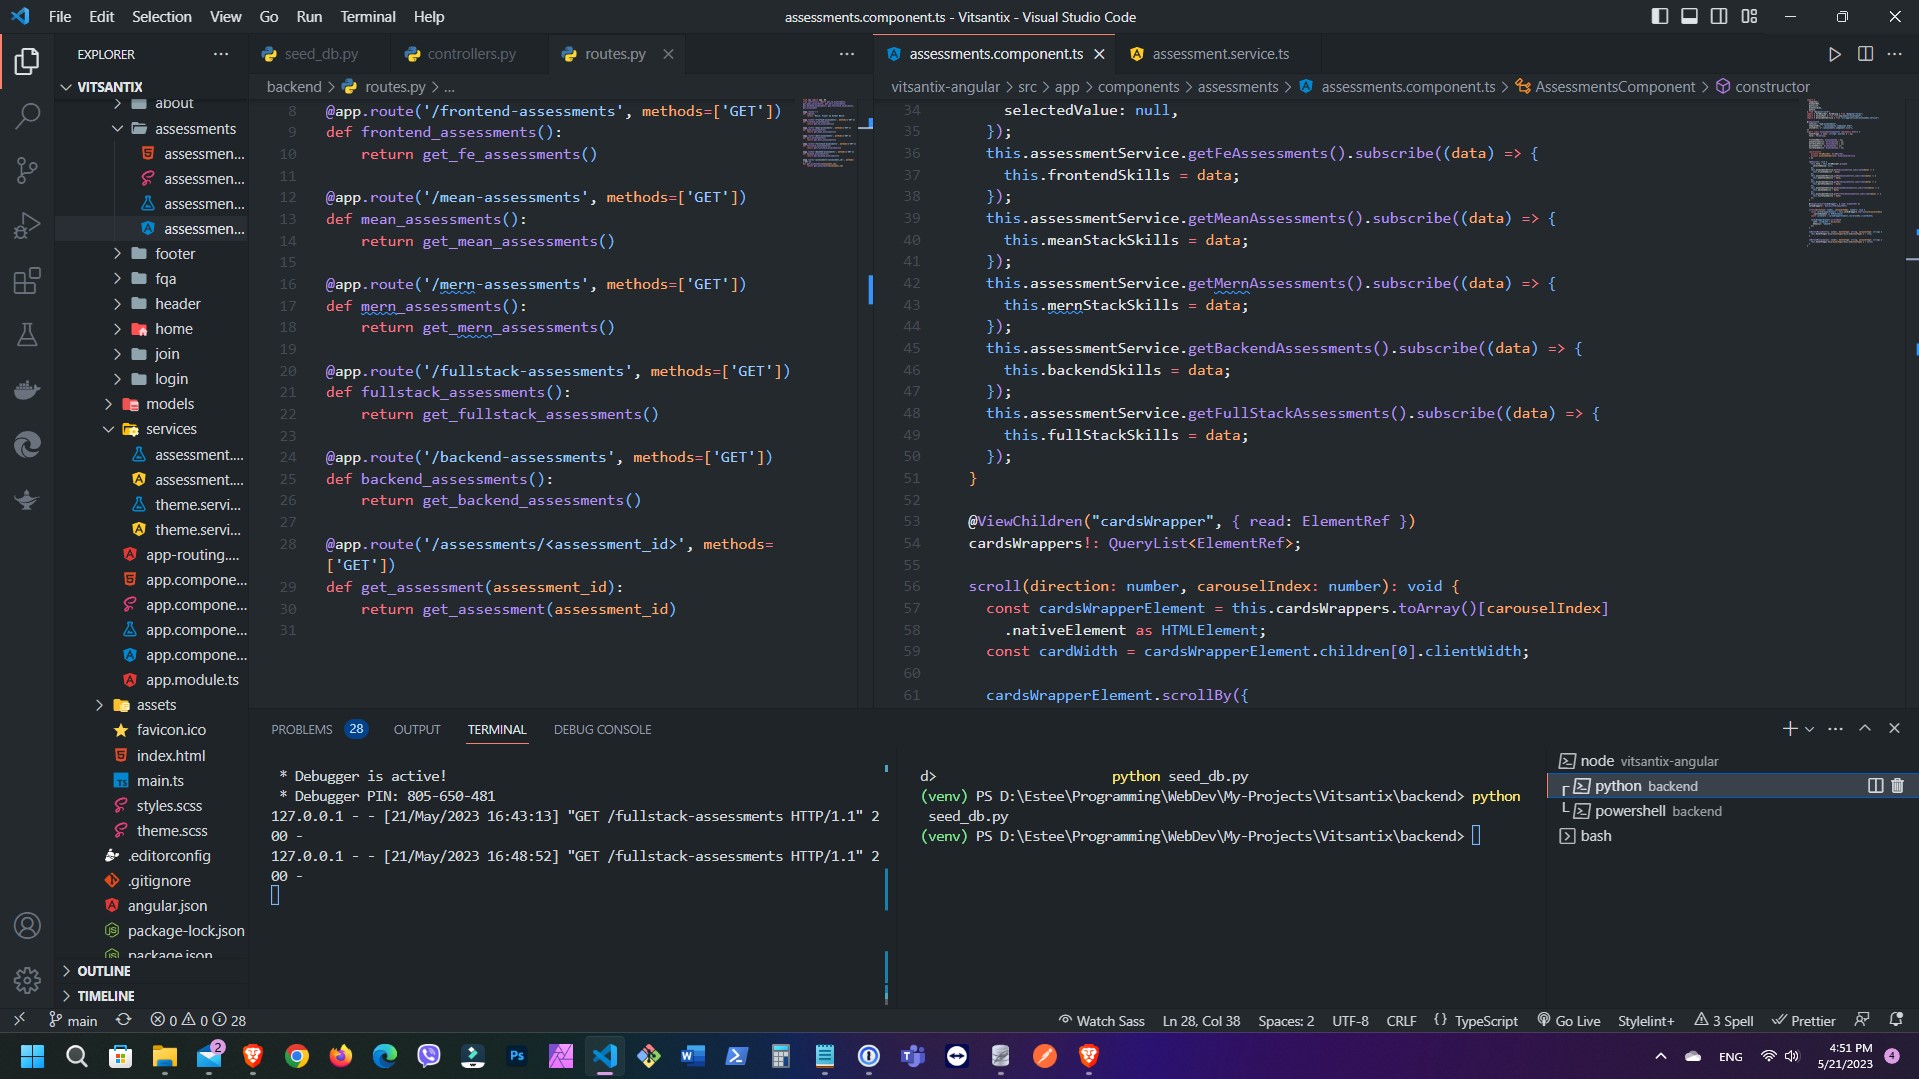 File Edit Selection View Go Run Terminal Help
assessments.component.ts - Vitsantix - Visual Studio Code
EXPLORER
VITSANTIX
about
assessments
assessmen...
assessmen...
assessmen...
assessmen...
footer
fqa
header
home
join
login
models
services
assessment....
assessment....
theme.servi...
theme.servi...
app-routing....
app.compone...
app.compone...
app.compone...
app.compone...
app.module.ts
assets
favicon.ico
index.html
main.ts
styles.scss
theme.scss
.editorconfig
.gitignore
angular.json
package-lock.json
package.json
OUTLINE
TIMELINE
seed_db.py controllers.py routes.py
backend > routes.py > ...
8 @app.route('/frontend-assessments', methods=['GET'])
9 def frontend_assessments():
10 return get_fe_assessments()
11
12 @app.route('/mean-assessments', methods=['GET'])
13 def mean_assessments():
14 return get_mean_assessments()
15
16 @app.route('/mern-assessments', methods=['GET'])
17 def mern_assessments():
18 return get_mern_assessments()
19
20 @app.route('/fullstack-assessments', methods=['GET'])
21 def fullstack_assessments():
22 return get_fullstack_assessments()
23
24 @app.route('/backend-assessments', methods=['GET'])
25 def backend_assessments():
26 return get_backend_assessments()
27
28 @app.route('/assessments/<assessment_id>', methods=
['GET'])
29 def get_assessment(assessment_id):
30 return get_assessment(assessment_id)
31
assessments.component.ts assessment.service.ts
vitsantix-angular > src > app > components > assessments > assessments.component.ts > AssessmentsComponent > constructor
34 selectedValue: null,
35 });
36 this.assessmentService.getFeAssessments().subscribe((data) => {
37 this.frontendSkills = data;
38 });
39 this.assessmentService.getMeanAssessments().subscribe((data) => {
40 this.meanStackSkills = data;
41 });
42 this.assessmentService.getMernAssessments().subscribe((data) => {
43 this.mernStackSkills = data;
44 });
45 this.assessmentService.getBackendAssessments().subscribe((data) => {
46 this.backendSkills = data;
47 });
48 this.assessmentService.getFullStackAssessments().subscribe((data) => {
49 this.fullStackSkills = data;
50 });
51 }
52
53 @ViewChildren("cardsWrapper", { read: ElementRef })
54 cardsWrappers!: QueryList<ElementRef>;
55
56 scroll(direction: number, carouselIndex: number): void {
57 const cardsWrapperElement = this.cardsWrappers.toArray()[carouselIndex]
58 .nativeElement as HTMLElement;
59 const cardWidth = cardsWrapperElement.children[0].clientWidth;
60
61 cardsWrapperElement.scrollBy({
PROBLEMS 28 OUTPUT TERMINAL DEBUG CONSOLE
* Debugger is active!
* Debugger PIN: 805-650-481
127.0.0.1 - - [21/May/2023 16:43:13] "GET /fullstack-assessments HTTP/1.1" 2
00 -
127.0.0.1 - - [21/May/2023 16:48:52] "GET /fullstack-assessments HTTP/1.1" 2
00 -
d> python seed_db.py
(venv) PS D:\Estee\Programming\WebDev\My-Projects\Vitsantix\backend> python
seed_db.py
(venv) PS D:\Estee\Programming\WebDev\My-Projects\Vitsantix\backend>
node vitsantix-angular
python backend
powershell backend
bash
main 0 0 28
Watch Sass Ln 28, Col 38 Spaces: 2 UTF-8 CRLF {} TypeScript Go Live Stylelint+ 3 Spell Prettier
2
Ps
ENG
4:51 PM
5/21/2023
4